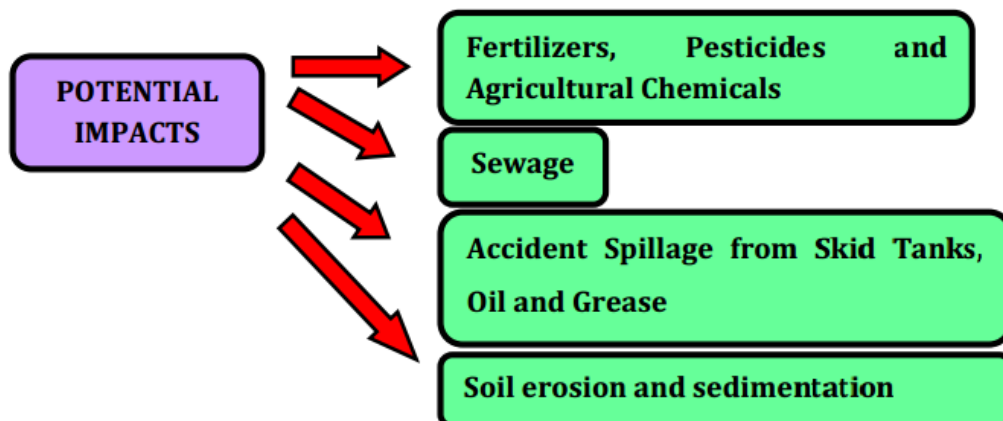 POTENTIAL
IMPACTS
Fertilizers, Pesticides and
Agricultural Chemicals
Sewage
Accident Spillage from Skid Tanks,
Oil and Grease
Soil erosion and sedimentation